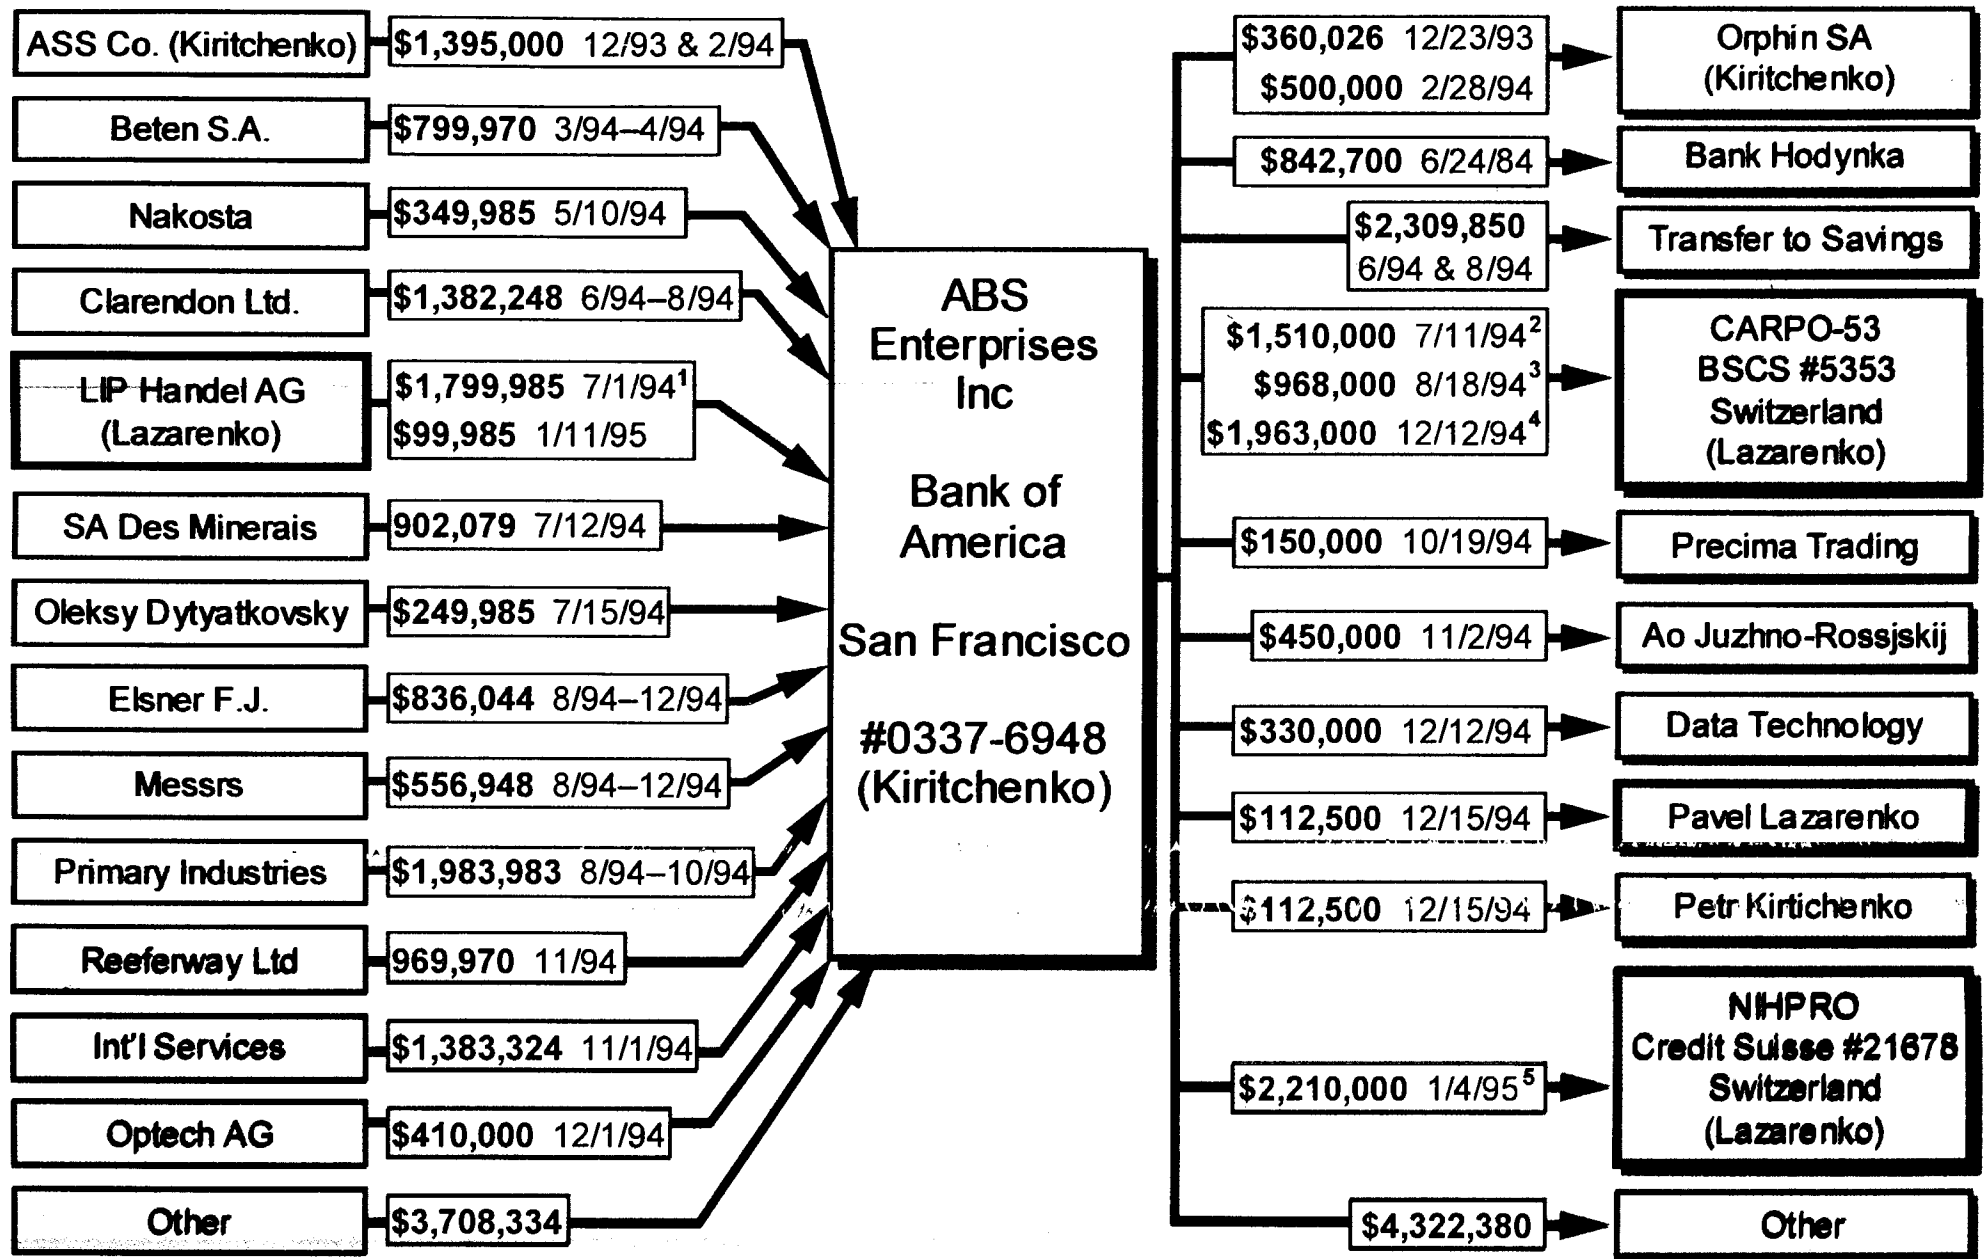 ASS Co. (Kiritchenko)
$1,395,000 12/93 & 2/94
Beten S.A.
$799,970 3/94–4/94
Nakosta
$349,985 5/10/94
Clarendon Ltd.
$1,382,248 6/94–8/94
LIP Handel AG
(Lazarenko)
$1,799,985 7/1/94¹
$99,985 1/11/95
SA Des Minerais
902,079 7/12/94
Oleksy Dytyatkovsky
$249,985 7/15/94
Elsner F.J.
$836,044 8/94–12/94
Messrs
$556,948 8/94–12/94
Primary Industries
$1,983,983 8/94–10/94
Reeferway Ltd
969,970 11/94
Int'l Services
$1,383,324 11/1/94
Optech AG
$410,000 12/1/94
Other
$3,708,334
ABS
Enterprises
Inc
Bank of
America
San Francisco
#0337-6948
(Kiritchenko)
$360,026 12/23/93
$500,000 2/28/94
Orphin SA
(Kiritchenko)
$842,700 6/24/84
Bank Hodynka
$2,309,850
6/94 & 8/94
Transfer to Savings
$1,510,000 7/11/94²
$968,000 8/18/94³
$1,963,000 12/12/94⁴
CARPO-53
BSCS #5353
Switzerland
(Lazarenko)
$150,000 10/19/94
Precima Trading
$450,000 11/2/94
Ao Juzhno-Rossjskij
$330,000 12/12/94
Data Technology
$112,500 12/15/94
Pavel Lazarenko
$112,500 12/15/94
Petr Kirtichenko
$2,210,000 1/4/95⁵
NIHPRO
Credit Suisse #21678
Switzerland
(Lazarenko)
$4,322,380
Other